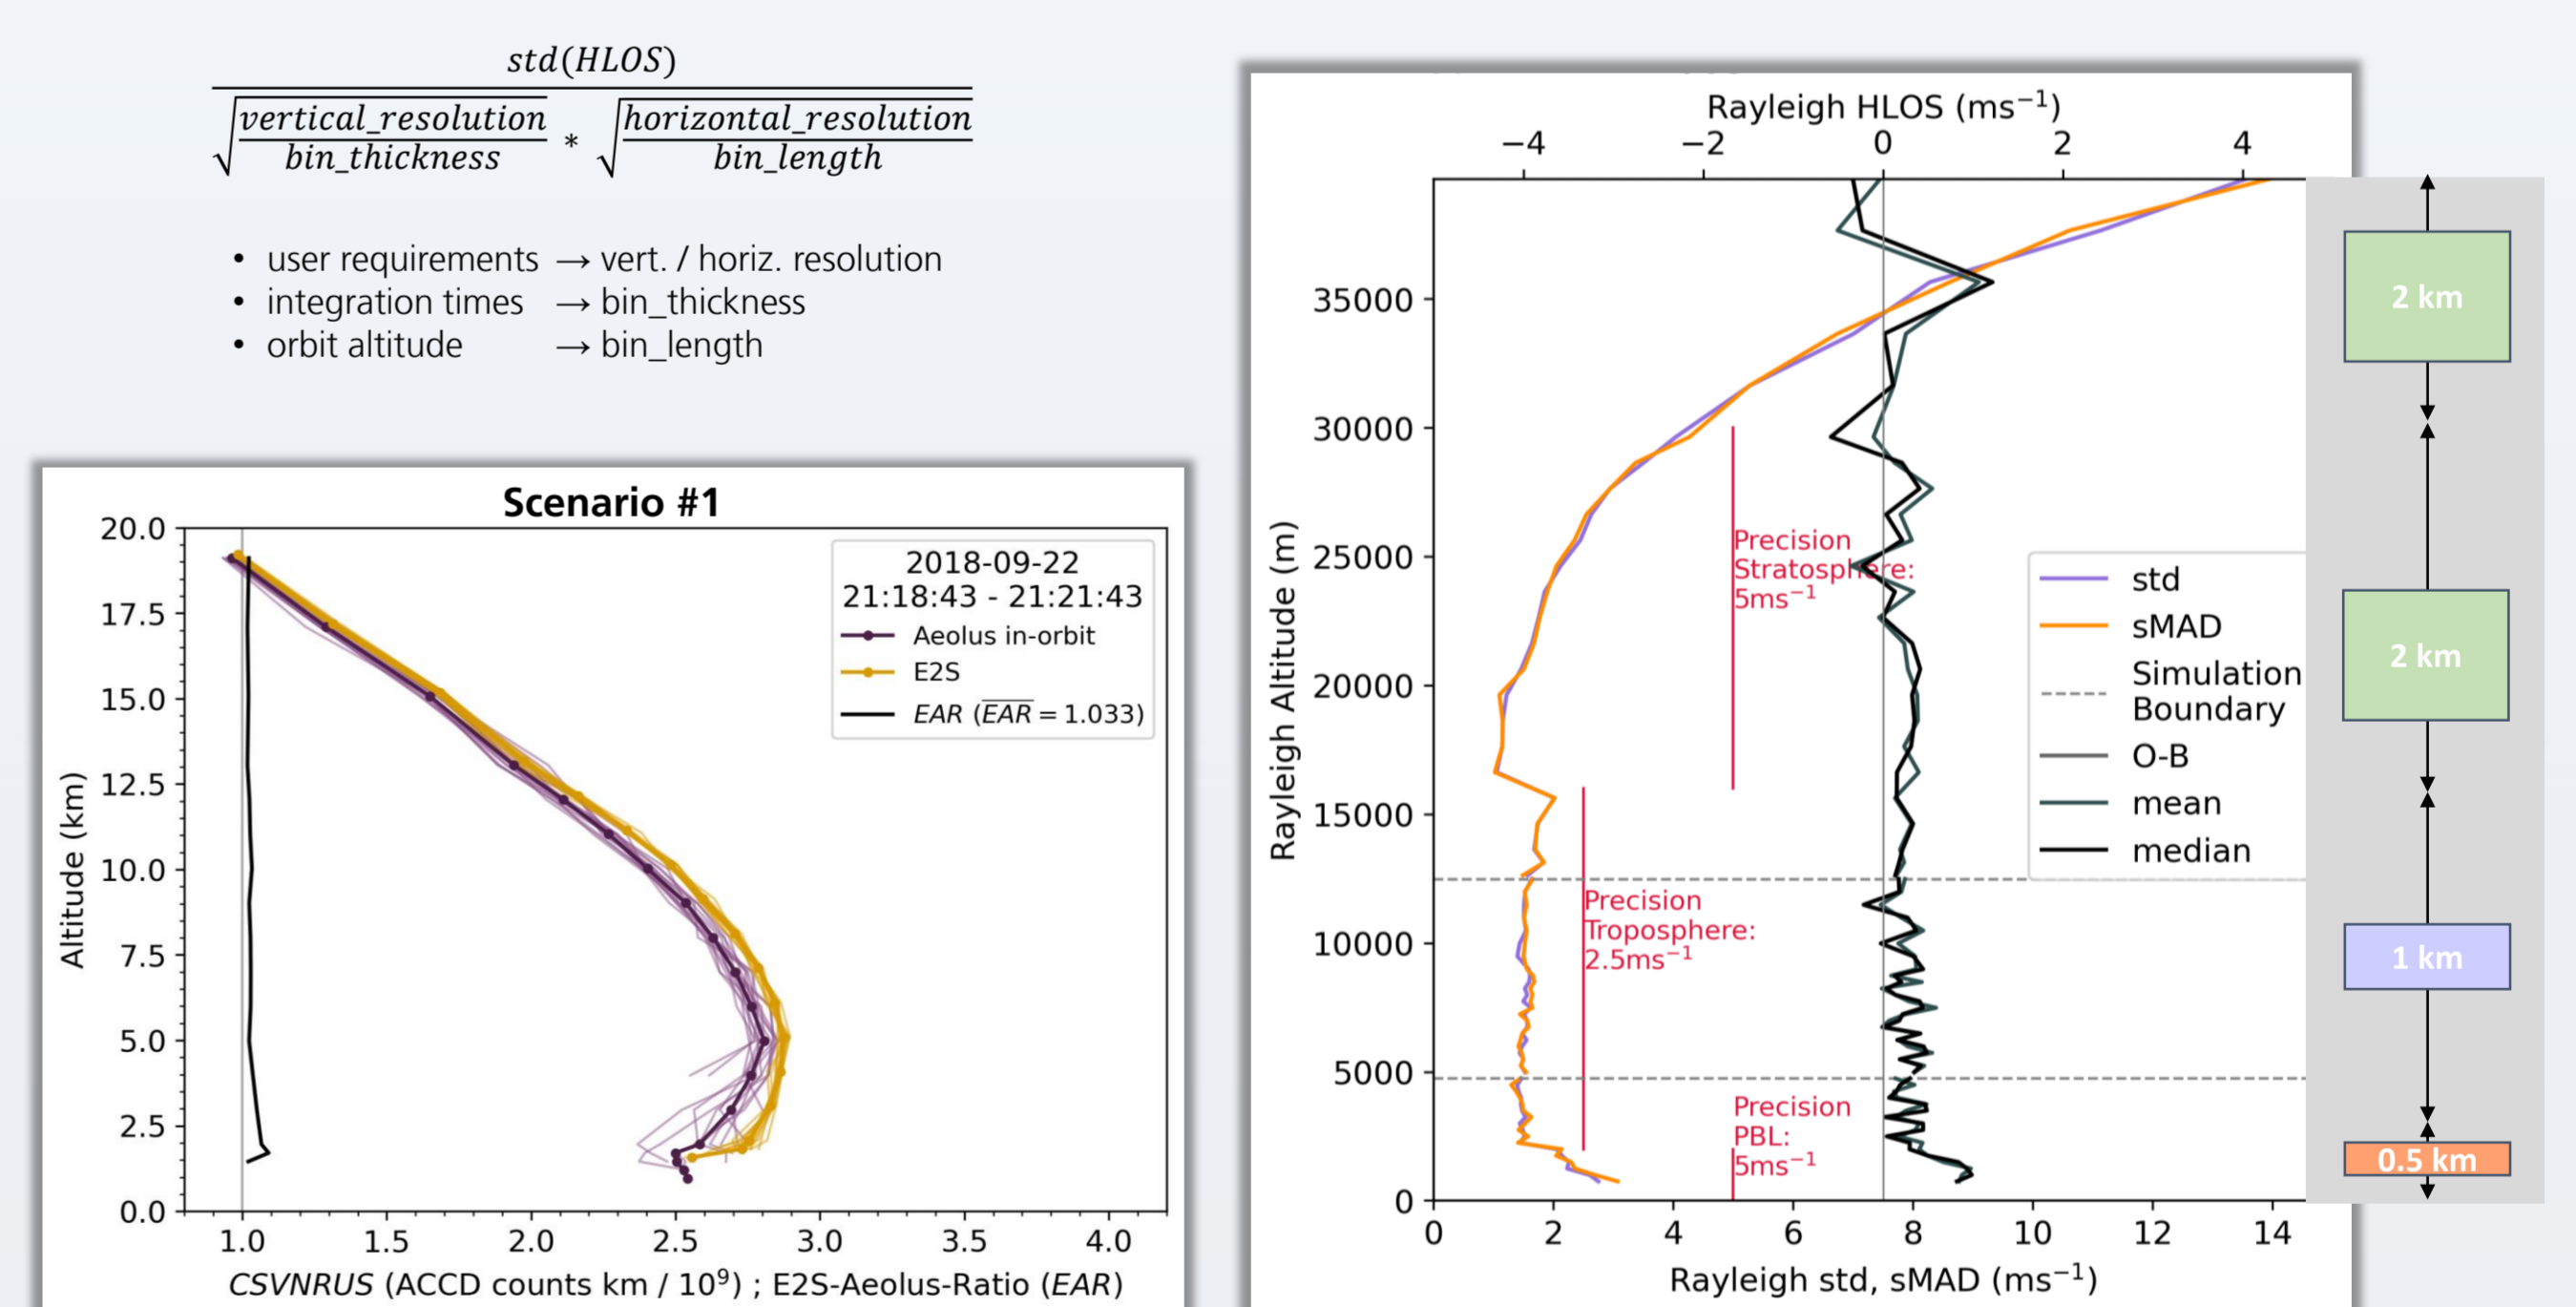 std(HLOS)
vertical_resolution
bin_thickness
*
horizontal_resolution
bin_length
• user requirements → vert. / horiz. resolution
• integration times → bin_thickness
• orbit altitude → bin_length
Scenario #1
20.0
17.5
15.0
12.5
10.0
7.5
5.0
2.5
0.0
Altitude (km)
2018-09-22
21:18:43 - 21:21:43
Aeolus in-orbit
E2S
EAR (EAR = 1.033)
1.0 1.5 2.0 2.5 3.0 3.5 4.0
CSVNRUS (ACCD counts km / 10⁹) ; E2S-Aeolus-Ratio (EAR)
Rayleigh HLOS (ms⁻¹)
−4 −2 0 2 4
35000
30000
25000
20000
15000
10000
5000
0
Rayleigh Altitude (m)
Precision
Stratosphere:
5ms⁻¹
Precision
Troposphere:
2.5ms⁻¹
Precision
PBL:
5ms⁻¹
std
sMAD
Simulation
Boundary
O-B
mean
median
0 2 4 6 8 10 12 14
Rayleigh std, sMAD (ms⁻¹)
2 km
2 km
1 km
0.5 km